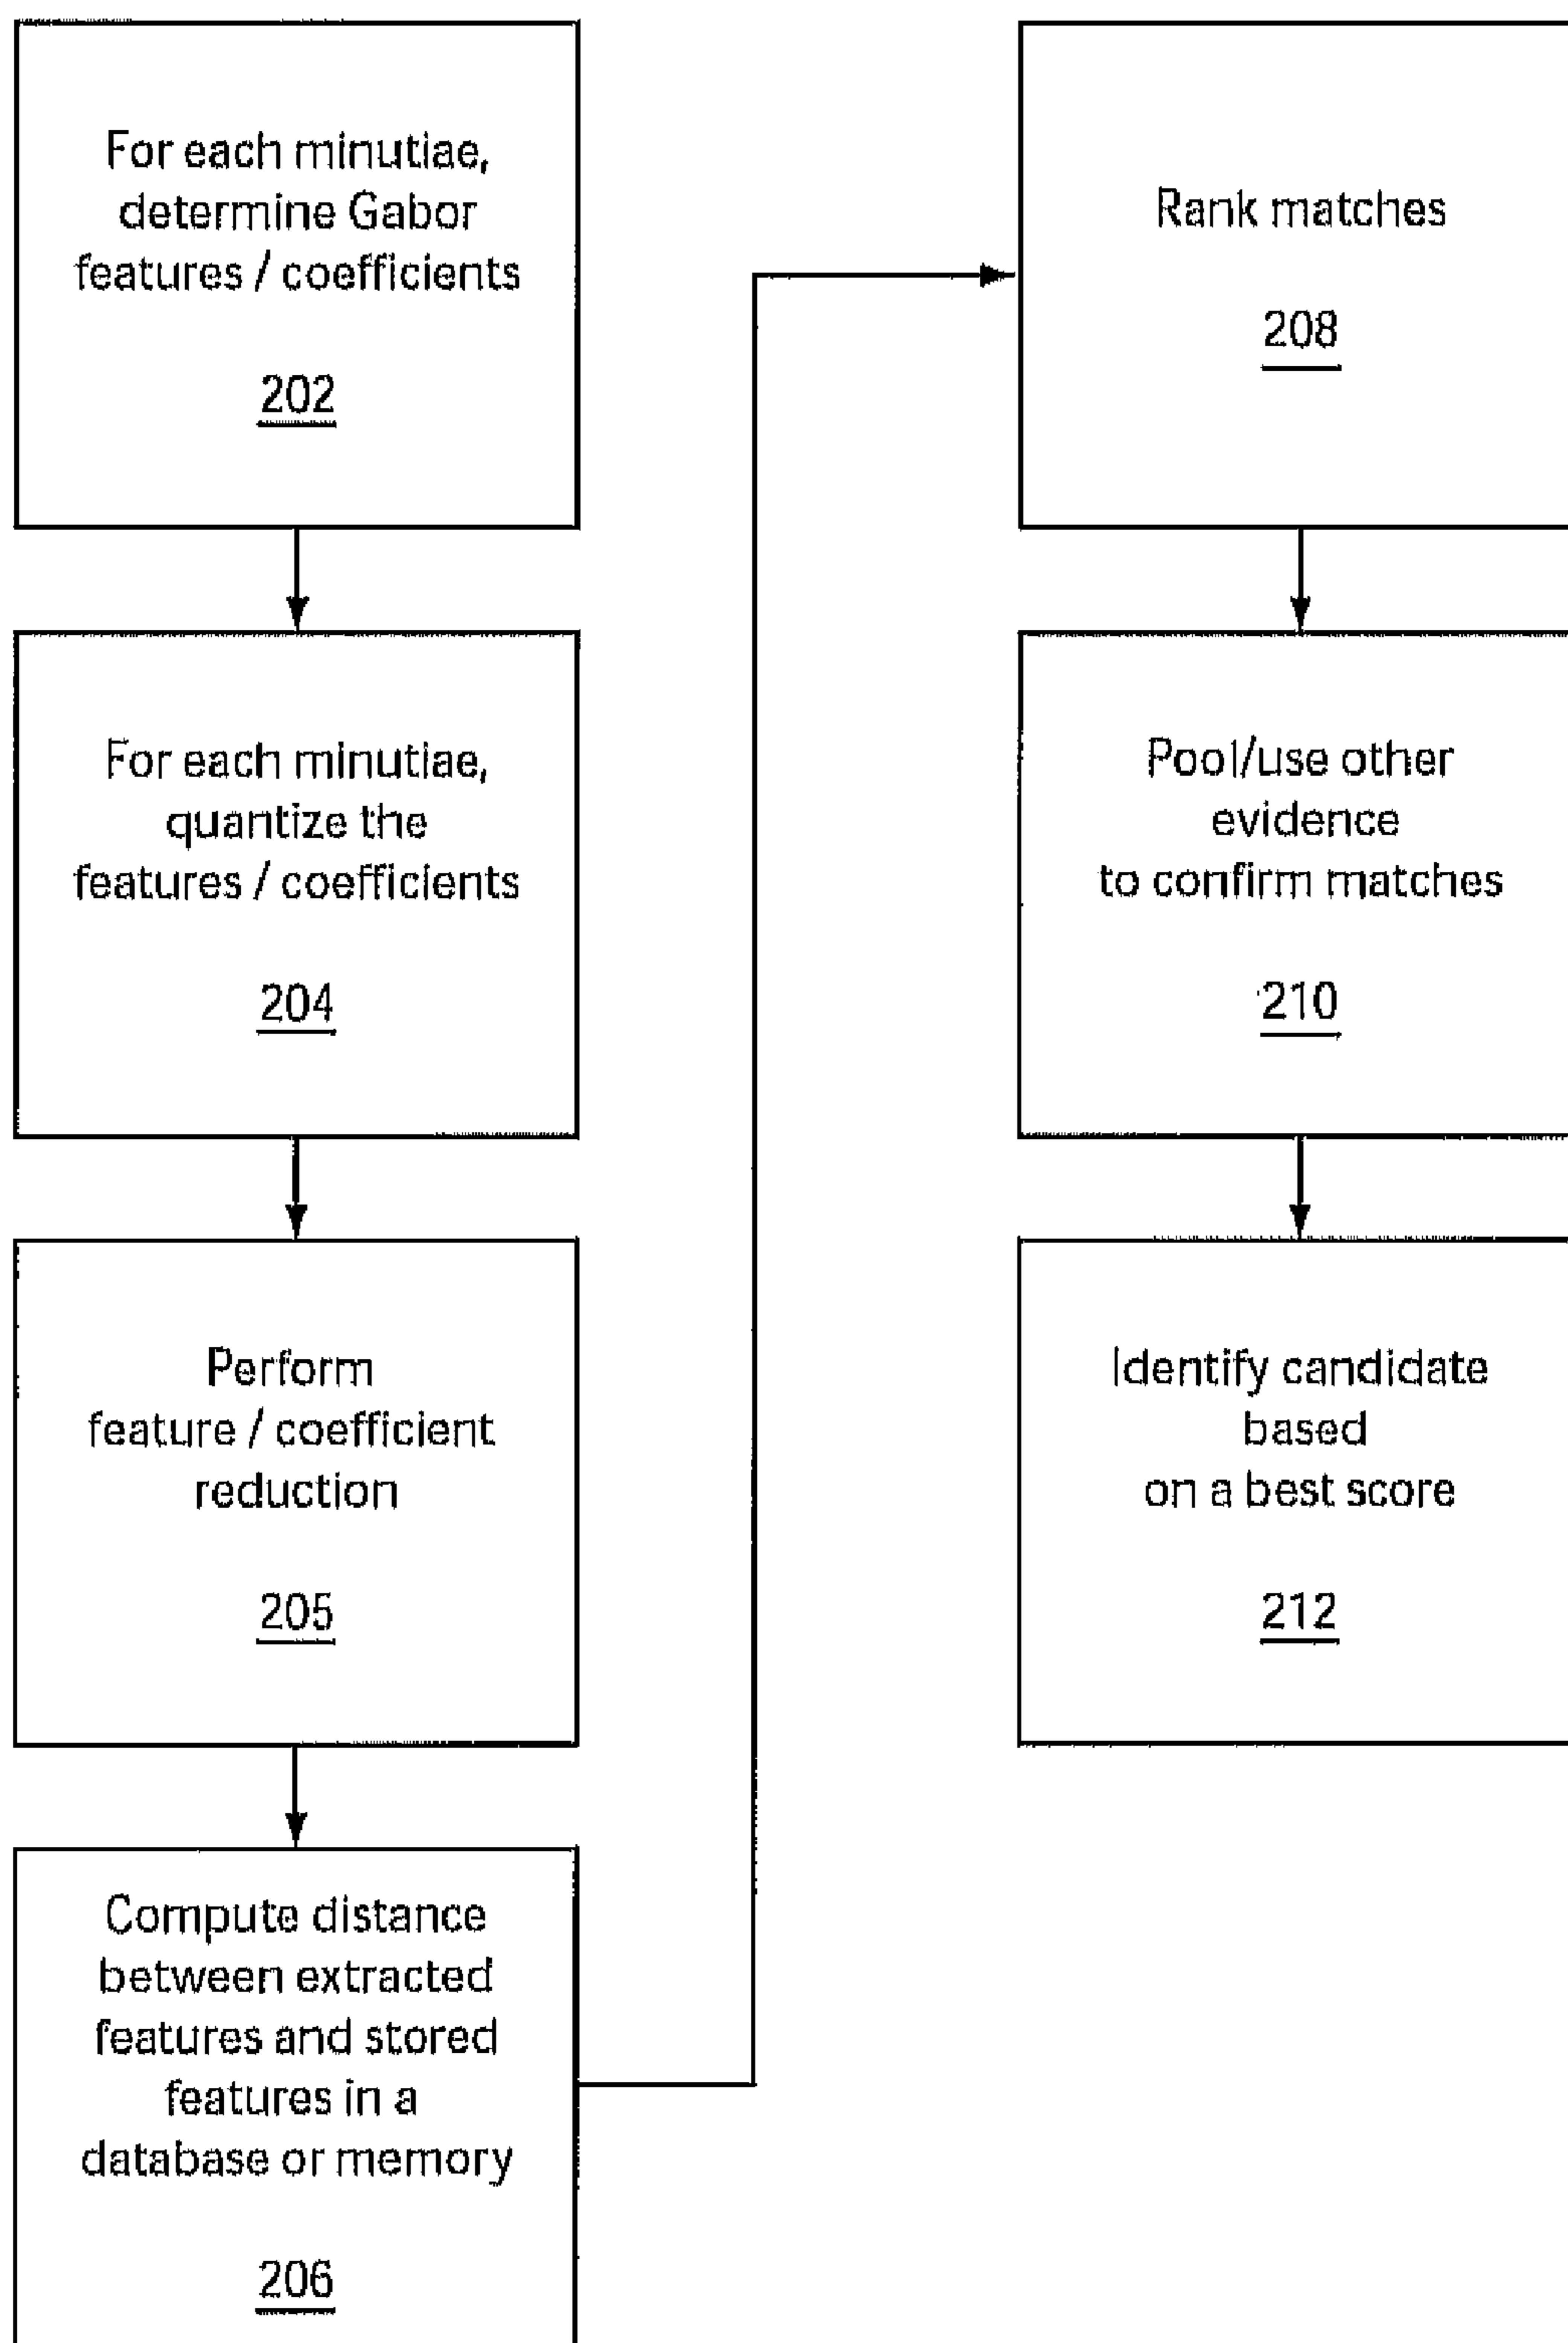 For each minutiae,
determine Gabor
features / coefficients
202
For each minutiae,
quantize the
features / coefficients
204
Perform
feature / coefficient
reduction
205
Compute distance
between extracted
features and stored
features in a
database or memory
206
Rank matches
208
Pool/use other
evidence
to confirm matches
210
Identify candidate
based
on a best score
212